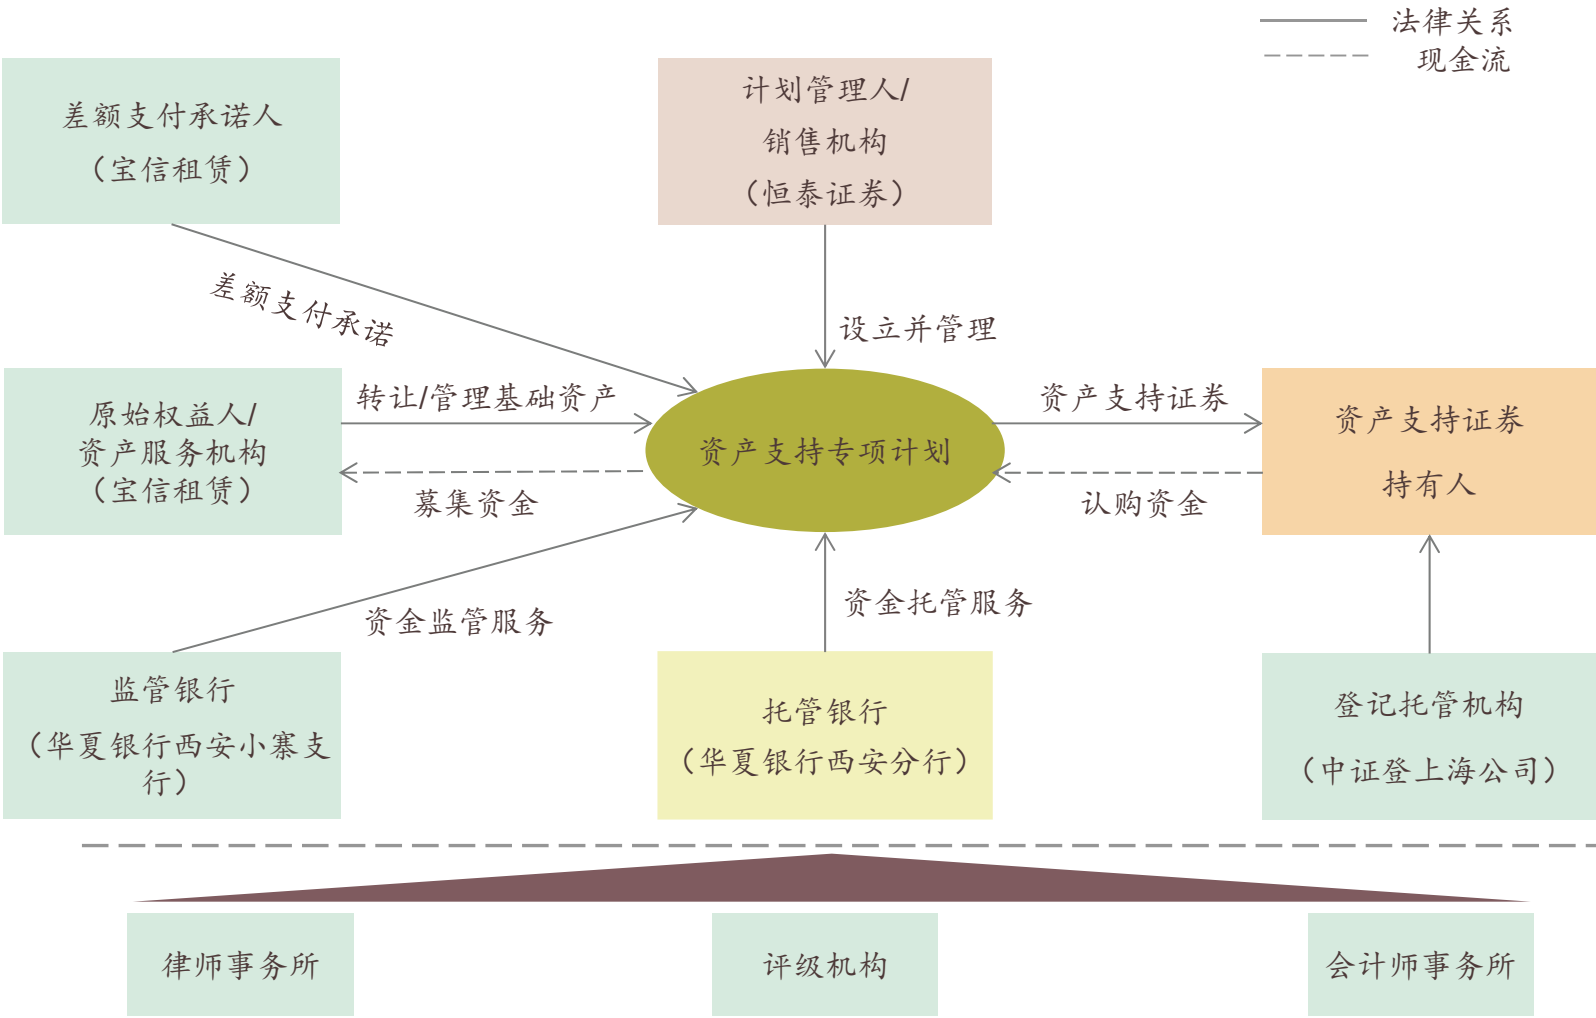 法律关系
现金流
差额支付承诺人
（宝信租赁）
计划管理人/
销售机构
（恒泰证券）
差额支付承诺
设立并管理
原始权益人/
资产服务机构
（宝信租赁）
转让/管理基础资产
募集资金
资产支持专项计划
资产支持证券
认购资金
资产支持证券
持有人
资金监管服务
资金托管服务
监管银行
（华夏银行西安小寨支
行）
托管银行
（华夏银行西安分行）
登记托管机构
（中证登上海公司）
律师事务所
评级机构
会计师事务所